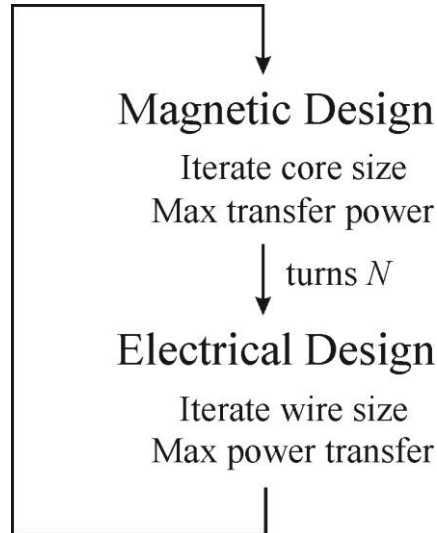 Magnetic Design
Iterate core size
Max transfer power
turns N
Electrical Design
Iterate wire size
Max power transfer